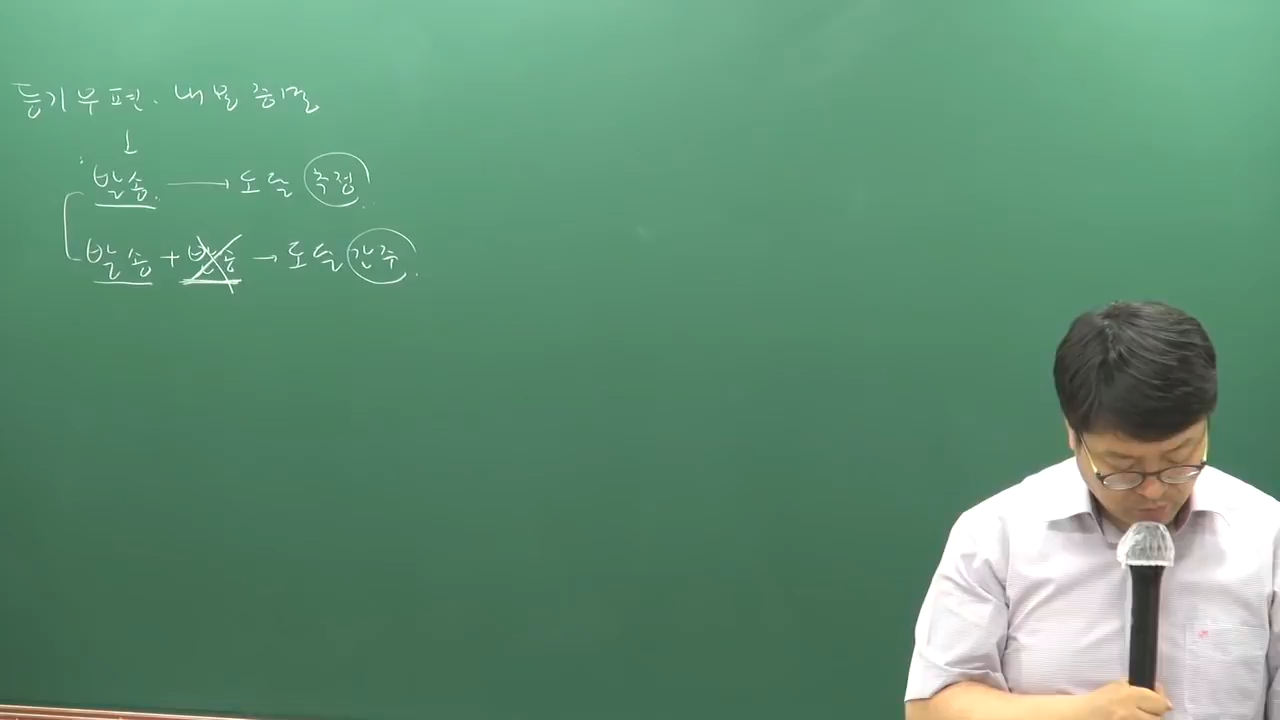 등기우편. 내용증명
↓
발송. → 도달 추정.
발송 + 반송 → 도달 간주.